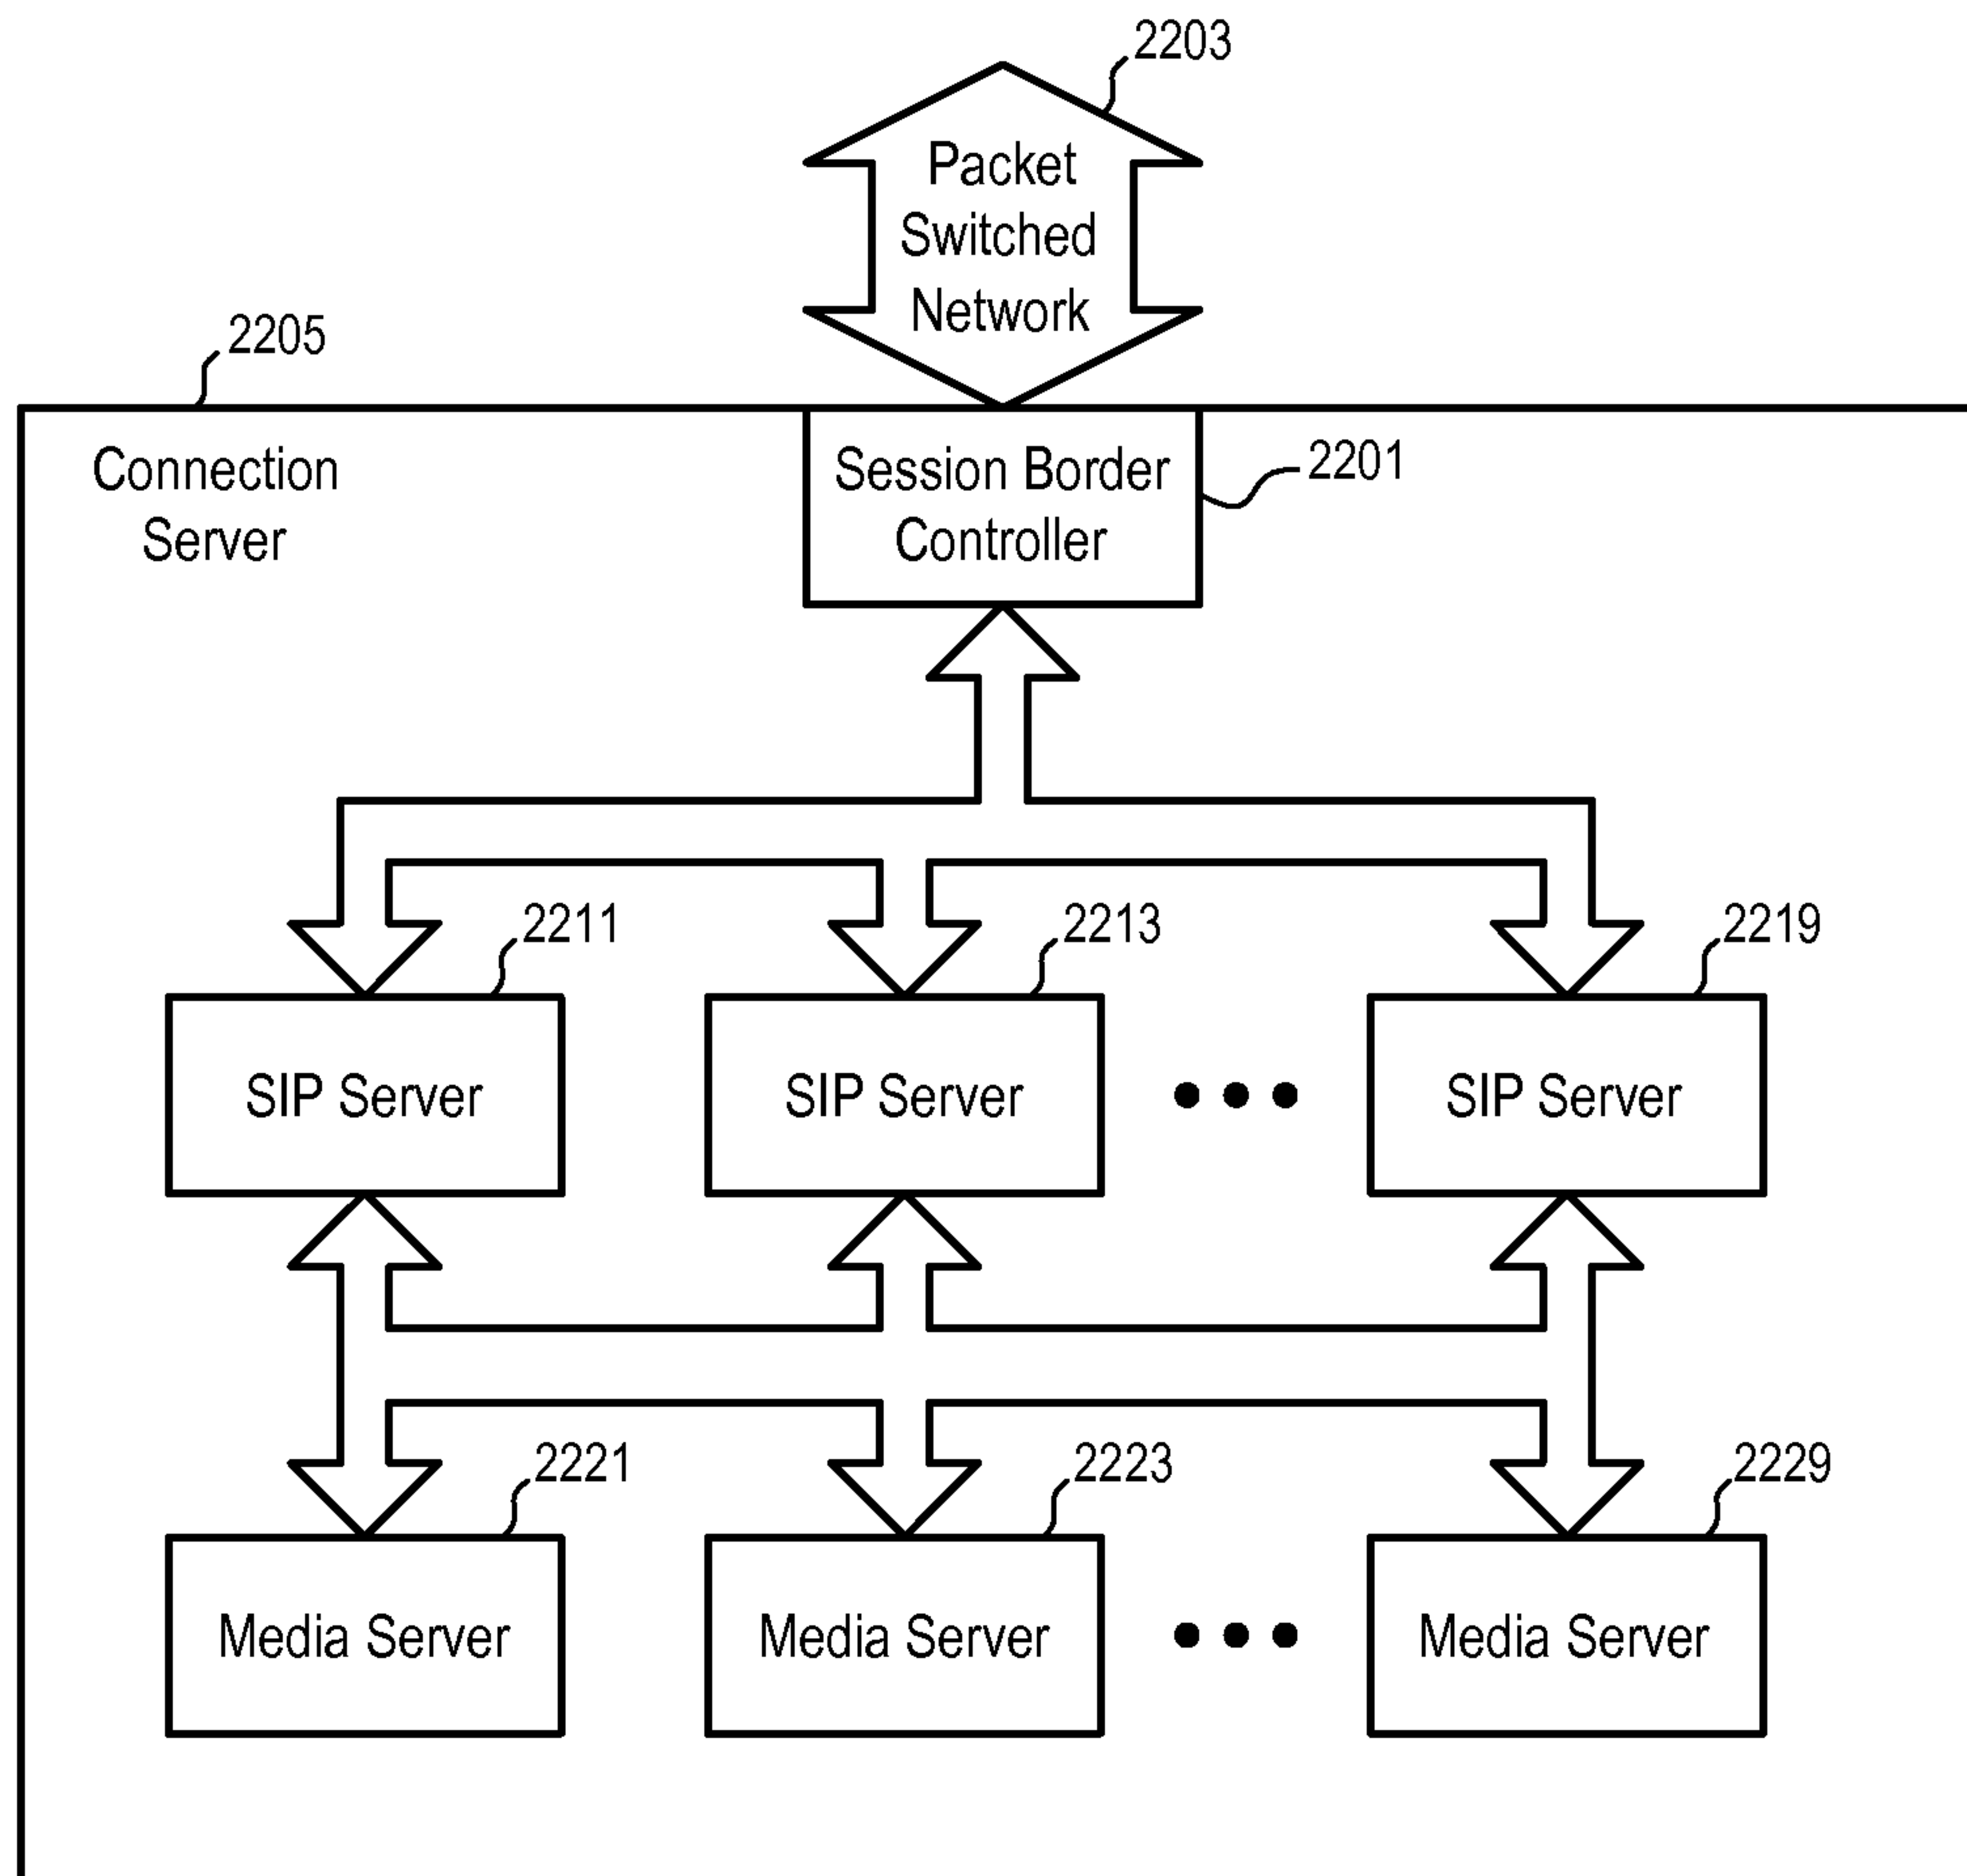 2203
Packet
Switched
Network
2205
Connection
Server
Session Border
Controller
2201
2211
2213
2219
SIP Server
SIP Server
SIP Server
2221
2223
2229
Media Server
Media Server
Media Server